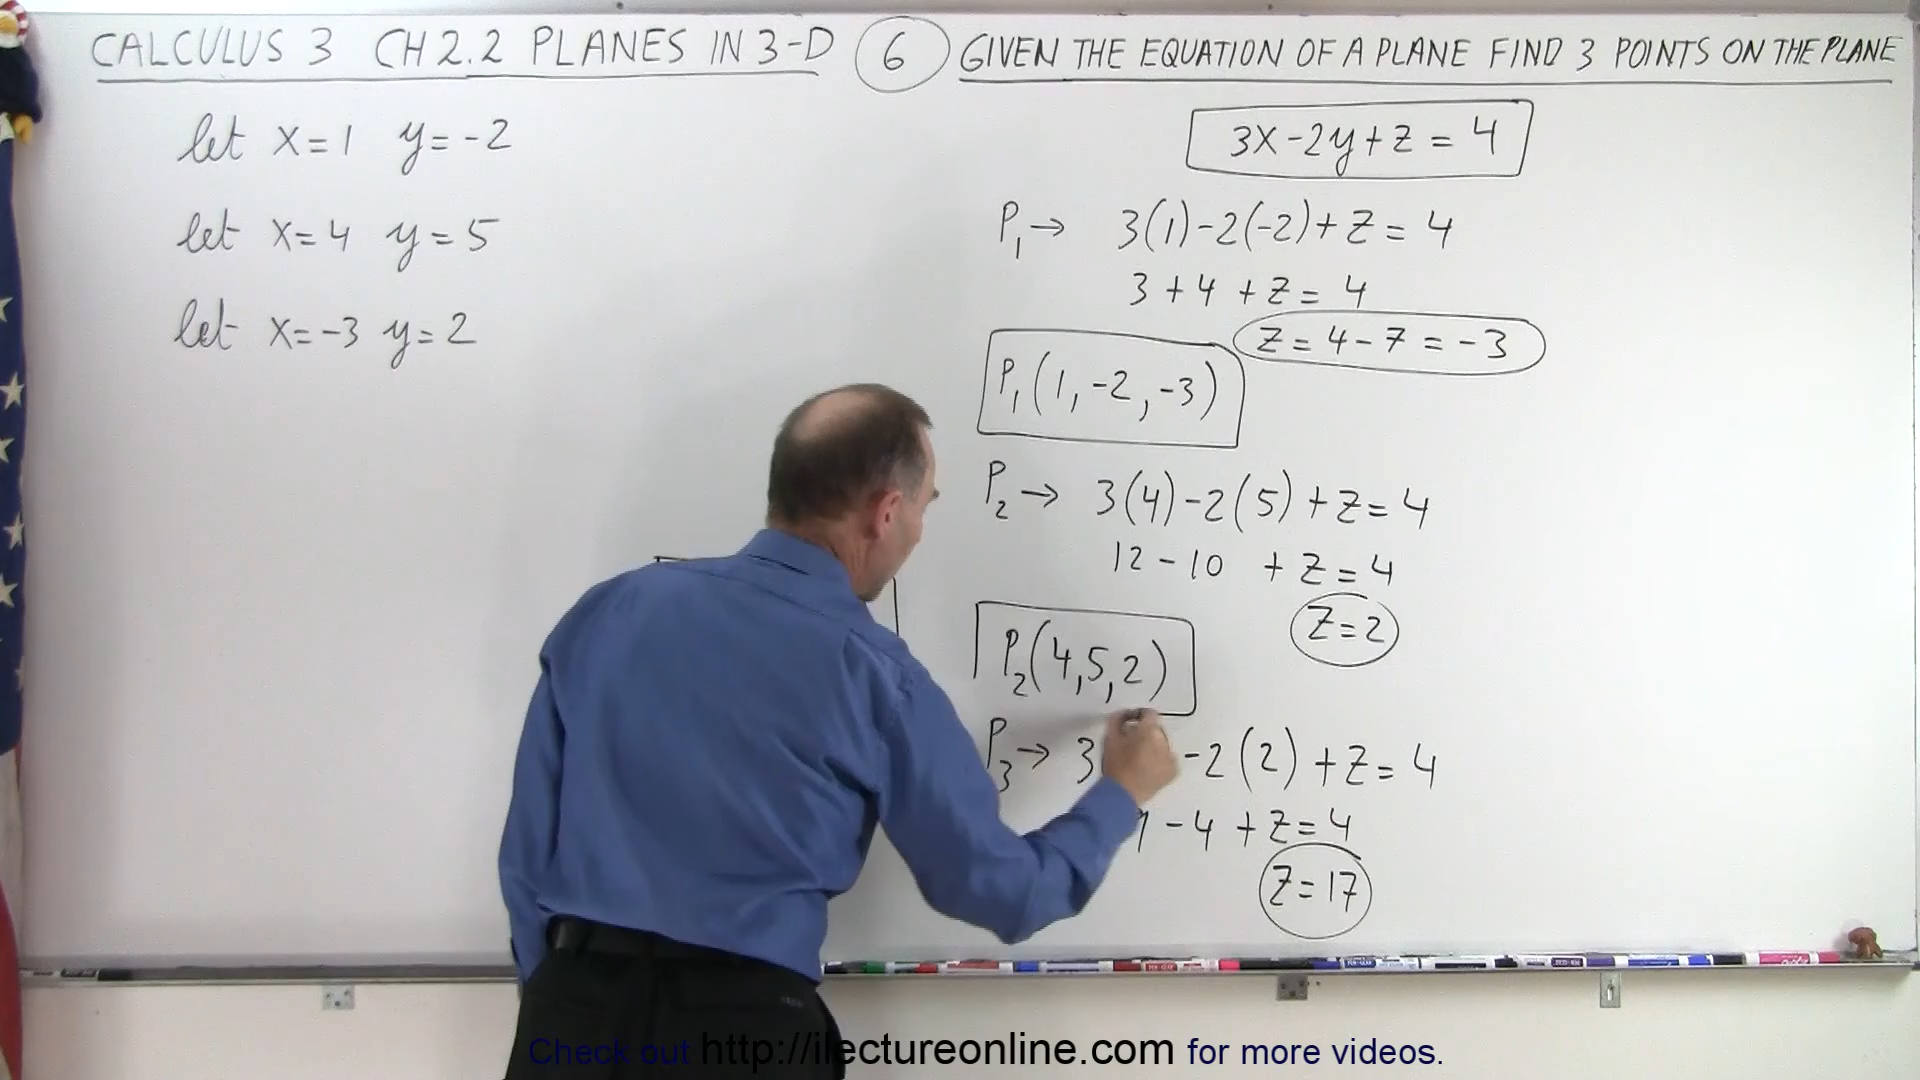 CALCULUS 3 CH 2.2 PLANES IN 3-D 6 GIVEN THE EQUATION OF A PLANE FIND 3 POINTS ON THE PLANE
let x=1 y=-2
let x=4 y=5
let x=-3 y=2
3x-2y+z=4
P1→ 3(1)-2(-2)+z=4
3+4+z=4
z=4-7=-3
P1(1,-2,-3)
P2→ 3(4)-2(5)+z=4
12-10 +z=4
z=2
P2(4,5,2)
P3→ 3 -2(2)+z=4
-4+z=4
z=17
Check out http://ilectureonline.com for more videos.